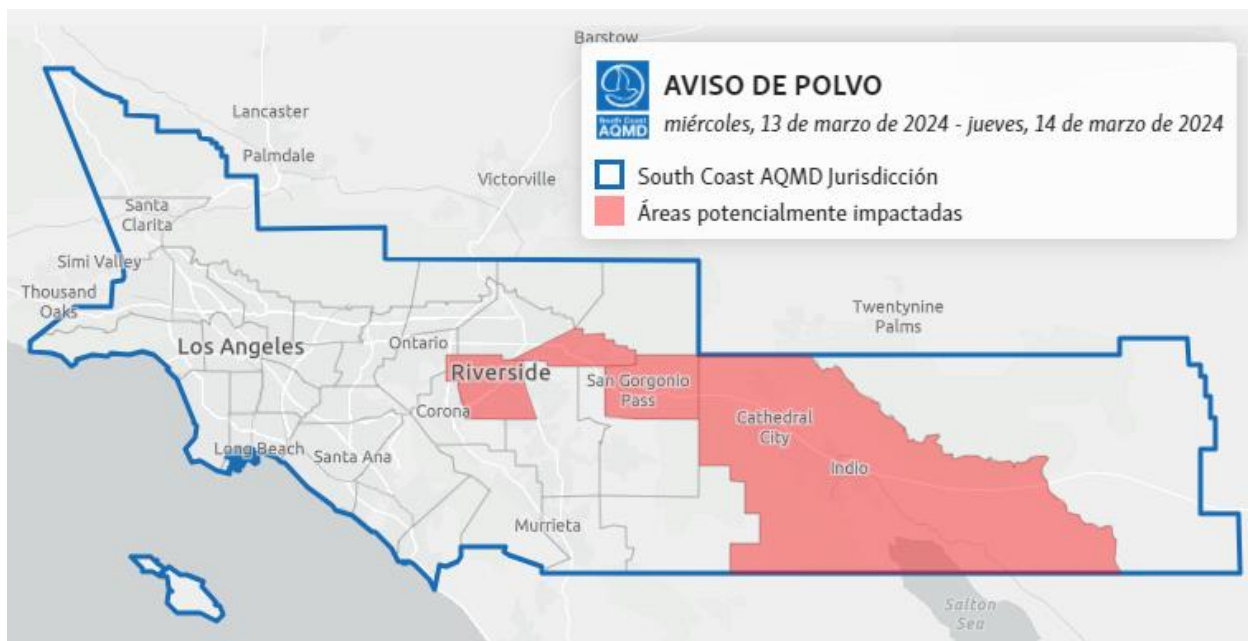 Barstow
AVISO DE POLVO
South Coast
AQMD
miércoles, 13 de marzo de 2024 - jueves, 14 de marzo de 2024
South Coast AQMD Jurisdicción
Áreas potencialmente impactadas
Lancaster
Palmdale
Victorville
Santa
Clarita
Simi Valley
Thousand
Oaks
Twentynine
Palms
Los Angeles
Ontario
Riverside
San Gorgonio
Pass
Corona
Cathedral
City
Long Beach
Santa Ana
Indio
Murrieta
Salton
Sea